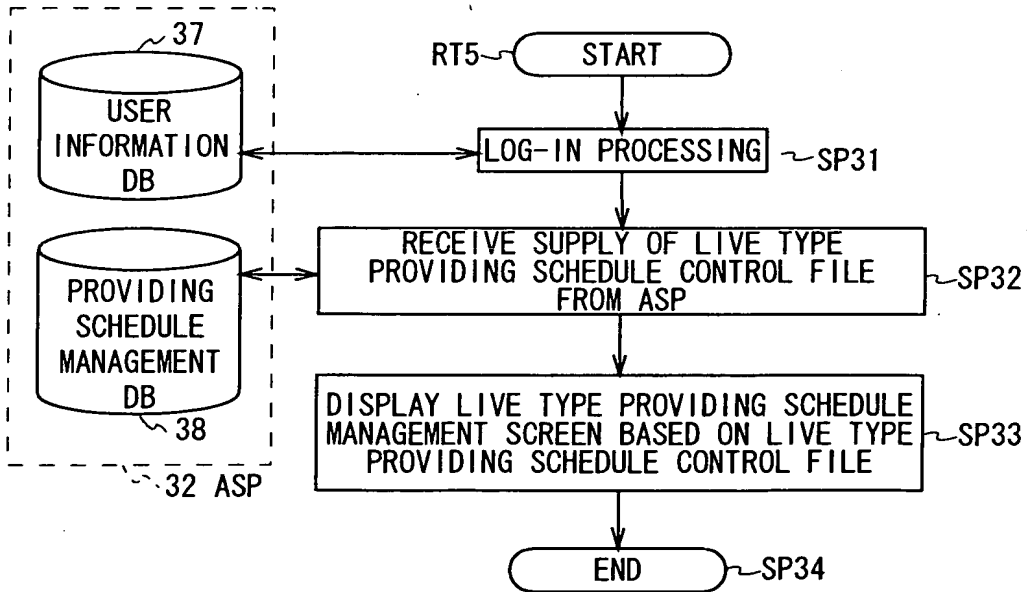 37
USER
INFORMATION
DB
PROVIDING
SCHEDULE
MANAGEMENT
DB
38
32 ASP
RT5
START
LOG-IN PROCESSING
SP31
RECEIVE SUPPLY OF LIVE TYPE
PROVIDING SCHEDULE CONTROL FILE
FROM ASP
SP32
DISPLAY LIVE TYPE PROVIDING SCHEDULE
MANAGEMENT SCREEN BASED ON LIVE TYPE
PROVIDING SCHEDULE CONTROL FILE
SP33
END
SP34